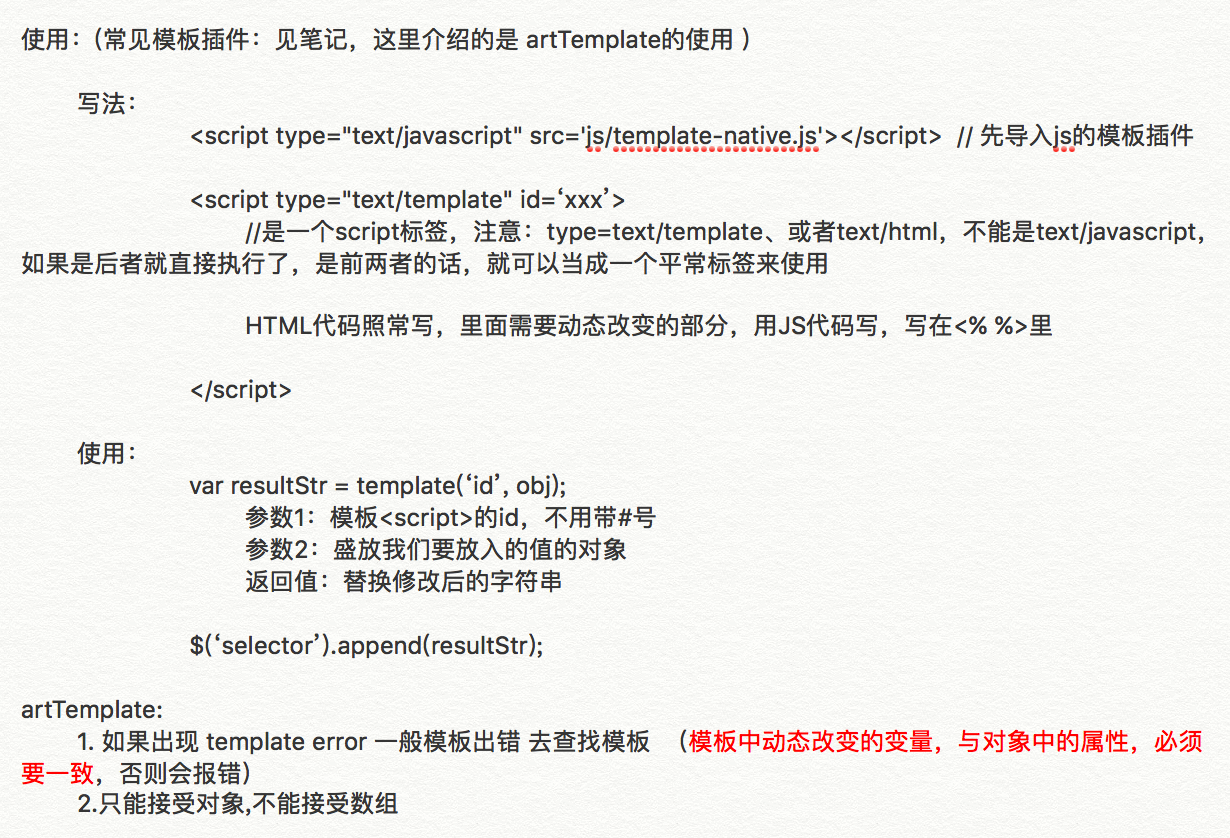 使用：（常见模板插件：见笔记，这里介绍的是 artTemplate的使用 ）
写法：
<script type="text/javascript" src='js/template-native.js'></script>  // 先导入js的模板插件
<script type="text/template" id=‘xxx’>
//是一个script标签，注意：type=text/template、或者text/html，不能是text/javascript，
如果是后者就直接执行了，是前两者的话，就可以当成一个平常标签来使用
HTML代码照常写，里面需要动态改变的部分，用JS代码写，写在<% %>里
</script>
使用：
var resultStr = template(‘id’, obj);
参数1：模板<script>的id，不用带#号
参数2：盛放我们要放入的值的对象
返回值：替换修改后的字符串
$(‘selector’).append(resultStr);
artTemplate:
1. 如果出现 template error 一般模板出错 去查找模板 （模板中动态改变的变量，与对象中的属性，必须
要一致，否则会报错）
2.只能接受对象,不能接受数组